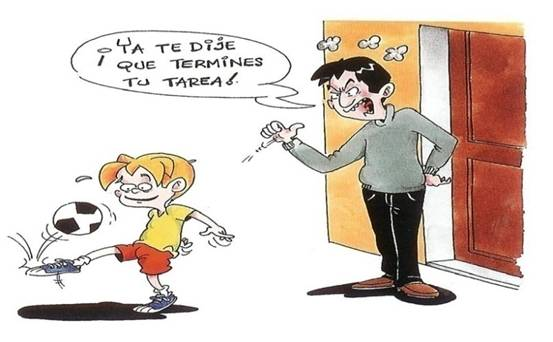 ¡YA TE DIJE
QUE TERMINES
TU TAREA!